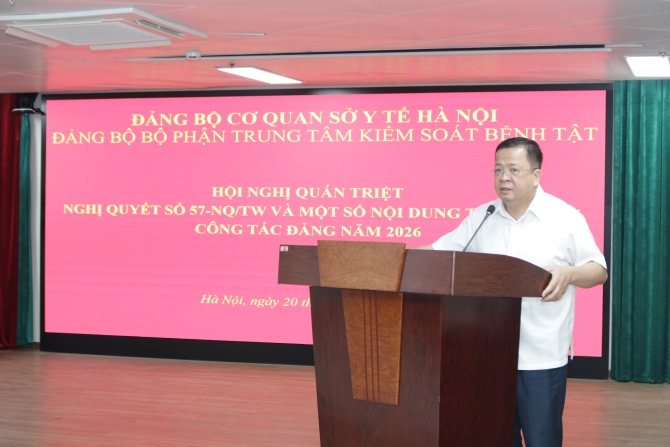 ĐẢNG BỘ CƠ QUAN SỞ Y TẾ HÀ NỘI
ĐẢNG BỘ BỘ PHẬN TRUNG TÂM KIỂM SOÁT BỆNH TẬT
HỘI NGHỊ QUÁN TRIỆT
NGHỊ QUYẾT SỐ 57-NQ/TW VÀ MỘT SỐ NỘI DUNG
CÔNG TÁC ĐẢNG NĂM 2026
Hà Nội, ngày 20